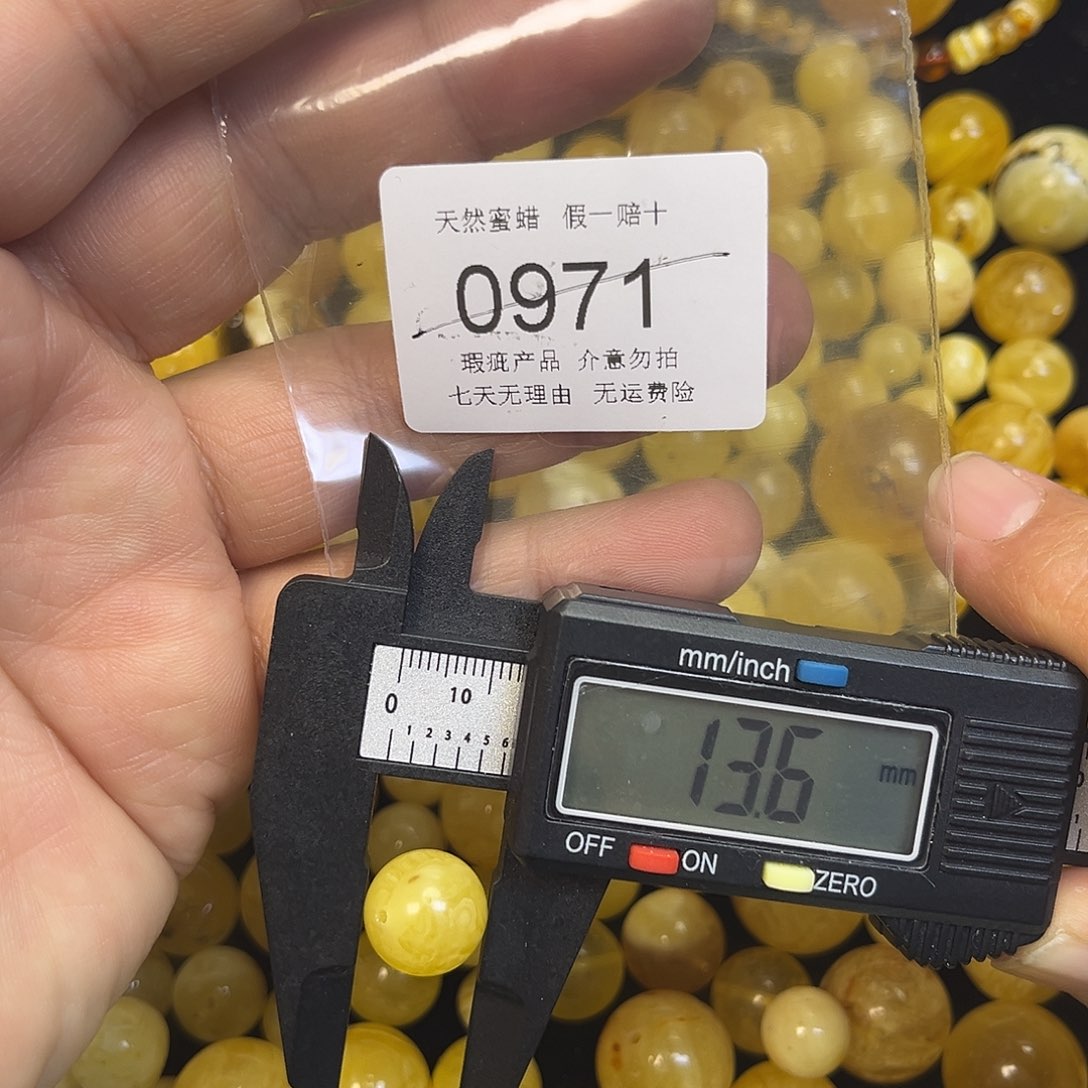 天然蜜蜡 假一赔十
0971
瑕疵产品 介意勿拍
七天无理由 无运费险
mm/inch
0 10
1 2 3 4 5 6
13.6 mm
OFF ON ZERO